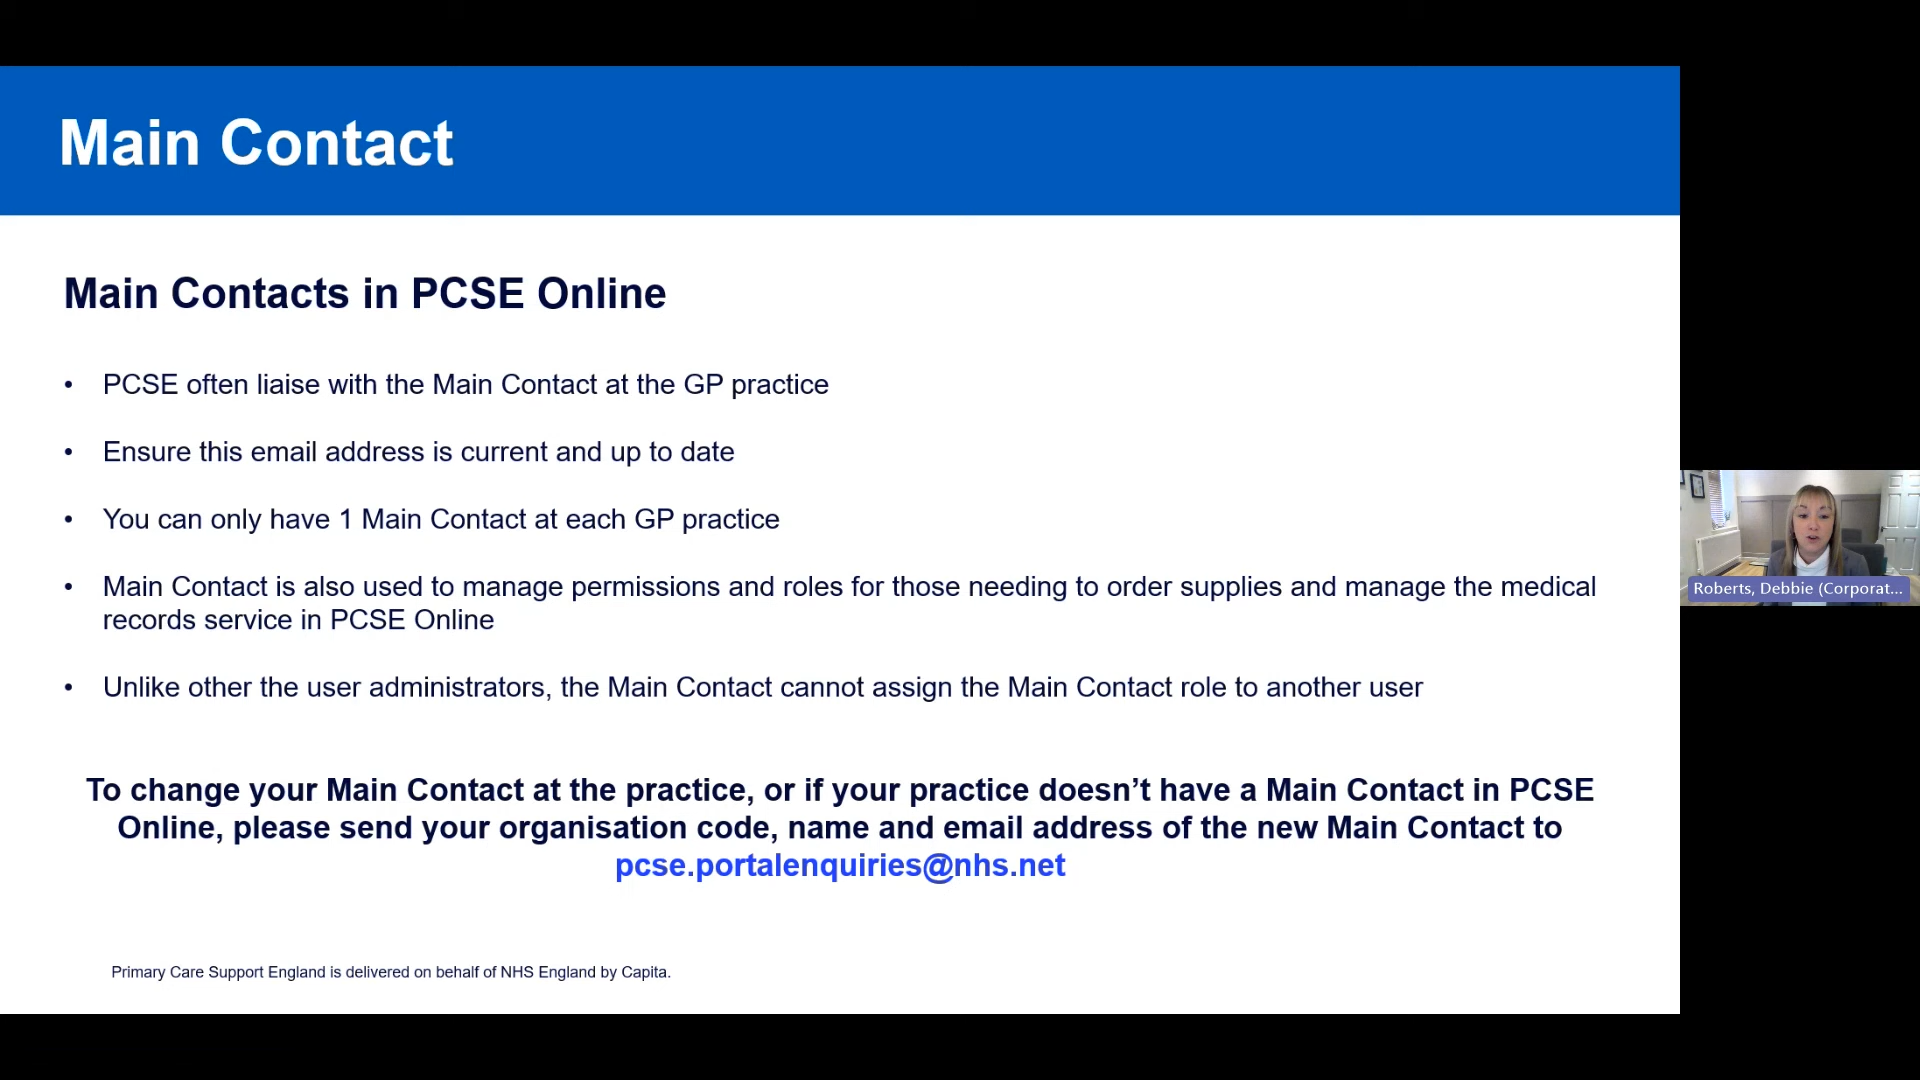 Main Contact
Main Contacts in PCSE Online
• PCSE often liaise with the Main Contact at the GP practice
• Ensure this email address is current and up to date
• You can only have 1 Main Contact at each GP practice
• Main Contact is also used to manage permissions and roles for those needing to order supplies and manage the medical
records service in PCSE Online
• Unlike other the user administrators, the Main Contact cannot assign the Main Contact role to another user
To change your Main Contact at the practice, or if your practice doesn’t have a Main Contact in PCSE
Online, please send your organisation code, name and email address of the new Main Contact to
pcse.portalenquiries@nhs.net
Primary Care Support England is delivered on behalf of NHS England by Capita.
Roberts, Debbie (Corporat...